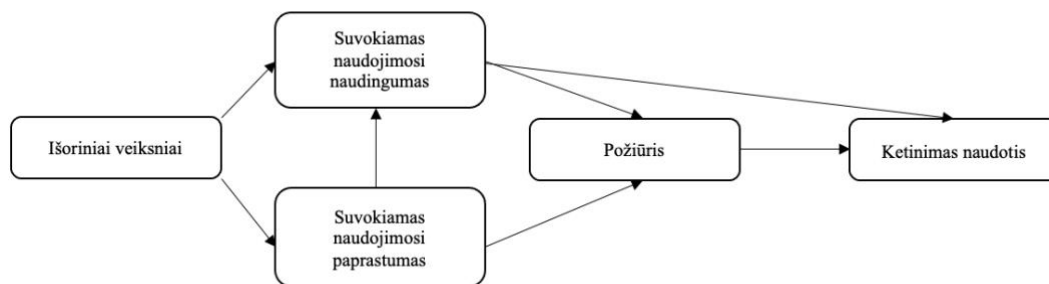 Suvokiamas
naudojimosi
naudingumas
Išoriniai veiksniai
Požiūris
Ketinimas naudotis
Suvokiamas
naudojimosi
paprastumas